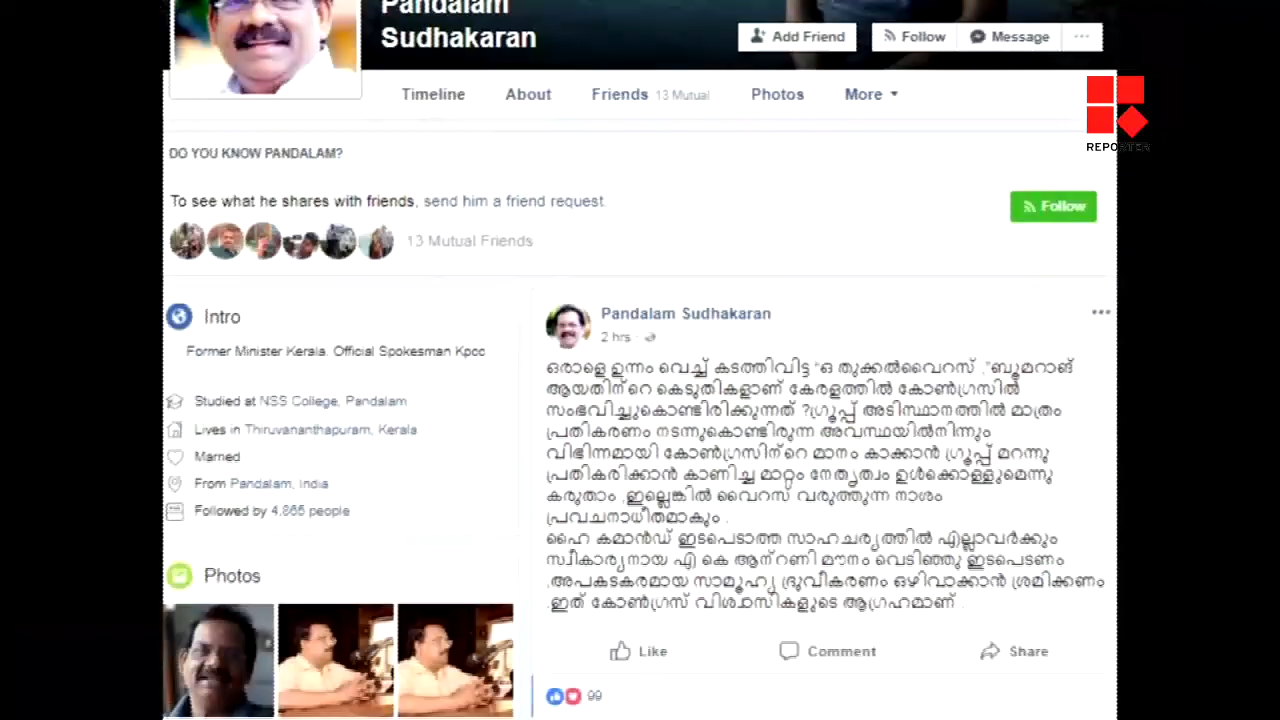 Pandalam
Sudhakaran
Add Friend
Follow
Message
Timeline
About
Friends 13 Mutual
Photos
More
REPORTER
DO YOU KNOW PANDALAM?
To see what he shares with friends, send him a friend request.
Follow
13 Mutual Friends
Intro
Former Minister Kerala. Official Spokesman Kpcc
Studied at NSS College, Pandalam
Lives in Thiruvananthapuram, Kerala
Married
From Pandalam, India
Followed by 4,865 people
Photos
Pandalam Sudhakaran
2 hrs ·
ഒരാളെ ഉന്നം വെച്ച് കടത്തിവിട്ട "ഒ തുക്കൽവൈറസ് ,"ബൂമറാങ്
ആയതിന്റെ കെടുതികളാണ് കേരളത്തിൽ കോൺഗ്രസിൽ
സംഭവിച്ചുകൊണ്ടിരിക്കുന്നത് ?ഗ്രൂപ്പ് അടിസ്ഥാനത്തിൽ മാത്രം
പ്രതികരണം നടന്നുകൊണ്ടിരുന്ന അവസ്ഥയിൽനിന്നും
വിഭിന്നമായി കോൺഗ്രസിന്റെ മാനം കാക്കാൻ ഗ്രൂപ്പ് മറന്നു
പ്രതികരിക്കാൻ കാണിച്ച മാറ്റം നേതൃത്വം ഉൾക്കൊള്ളുമെന്നു
കരുതാം .ഇല്ലെങ്കിൽ വൈറസ് വരുത്തുന്ന നാശം
പ്രവചനാധീതമാകും .
ഹൈ കമാൻഡ് ഇടപെടാത്ത സാഹചര്യത്തിൽ എല്ലാവർക്കും
സ്വീകാര്യനായ എ കെ ആന്റണി മൗനം വെടിഞ്ഞു ഇടപെടണം
.അപകടകരമായ സാമൂഹ്യ ദ്രുവീകരണം ഒഴിവാക്കാൻ ശ്രമിക്കണം
.ഇത് കോൺഗ്രസ് വിശ്വാസികളുടെ ആഗ്രഹമാണ് .
Like
Comment
Share
99